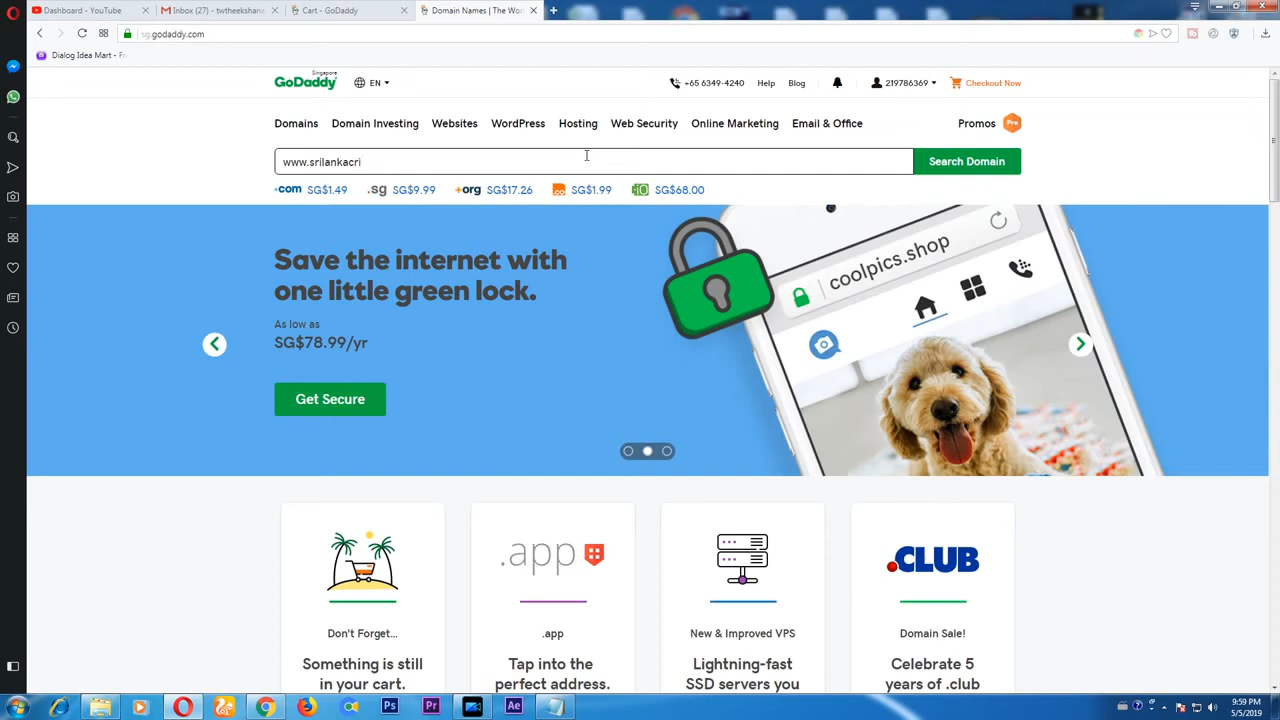 Dashboard - YouTube
Inbox (27) - twtheekshana
Cart - GoDaddy
Domain Names | The Wor
sg.godaddy.com
Dialog Idea Mart - F
Singapore
GoDaddy
EN
+65 6349-4240
Help
Blog
219786369
Checkout Now
Domains
Domain Investing
Websites
WordPress
Hosting
Web Security
Online Marketing
Email & Office
Promos
Pro
www.srilankacri
Search Domain
.com SG$1.49
.sg SG$9.99
org SG$17.26
SG$1.99
SG$68.00
Save the internet with
one little green lock.
As low as
SG$78.99/yr
Get Secure
coolpics.shop
.app
.CLUB
Don't Forget...
Something is still
in your cart.
.app
Tap into the
perfect address.
New & Improved VPS
Lightning-fast
SSD servers you
Domain Sale!
Celebrate 5
years of .club
Ps
Pr
Ae
9:59 PM
5/5/2019